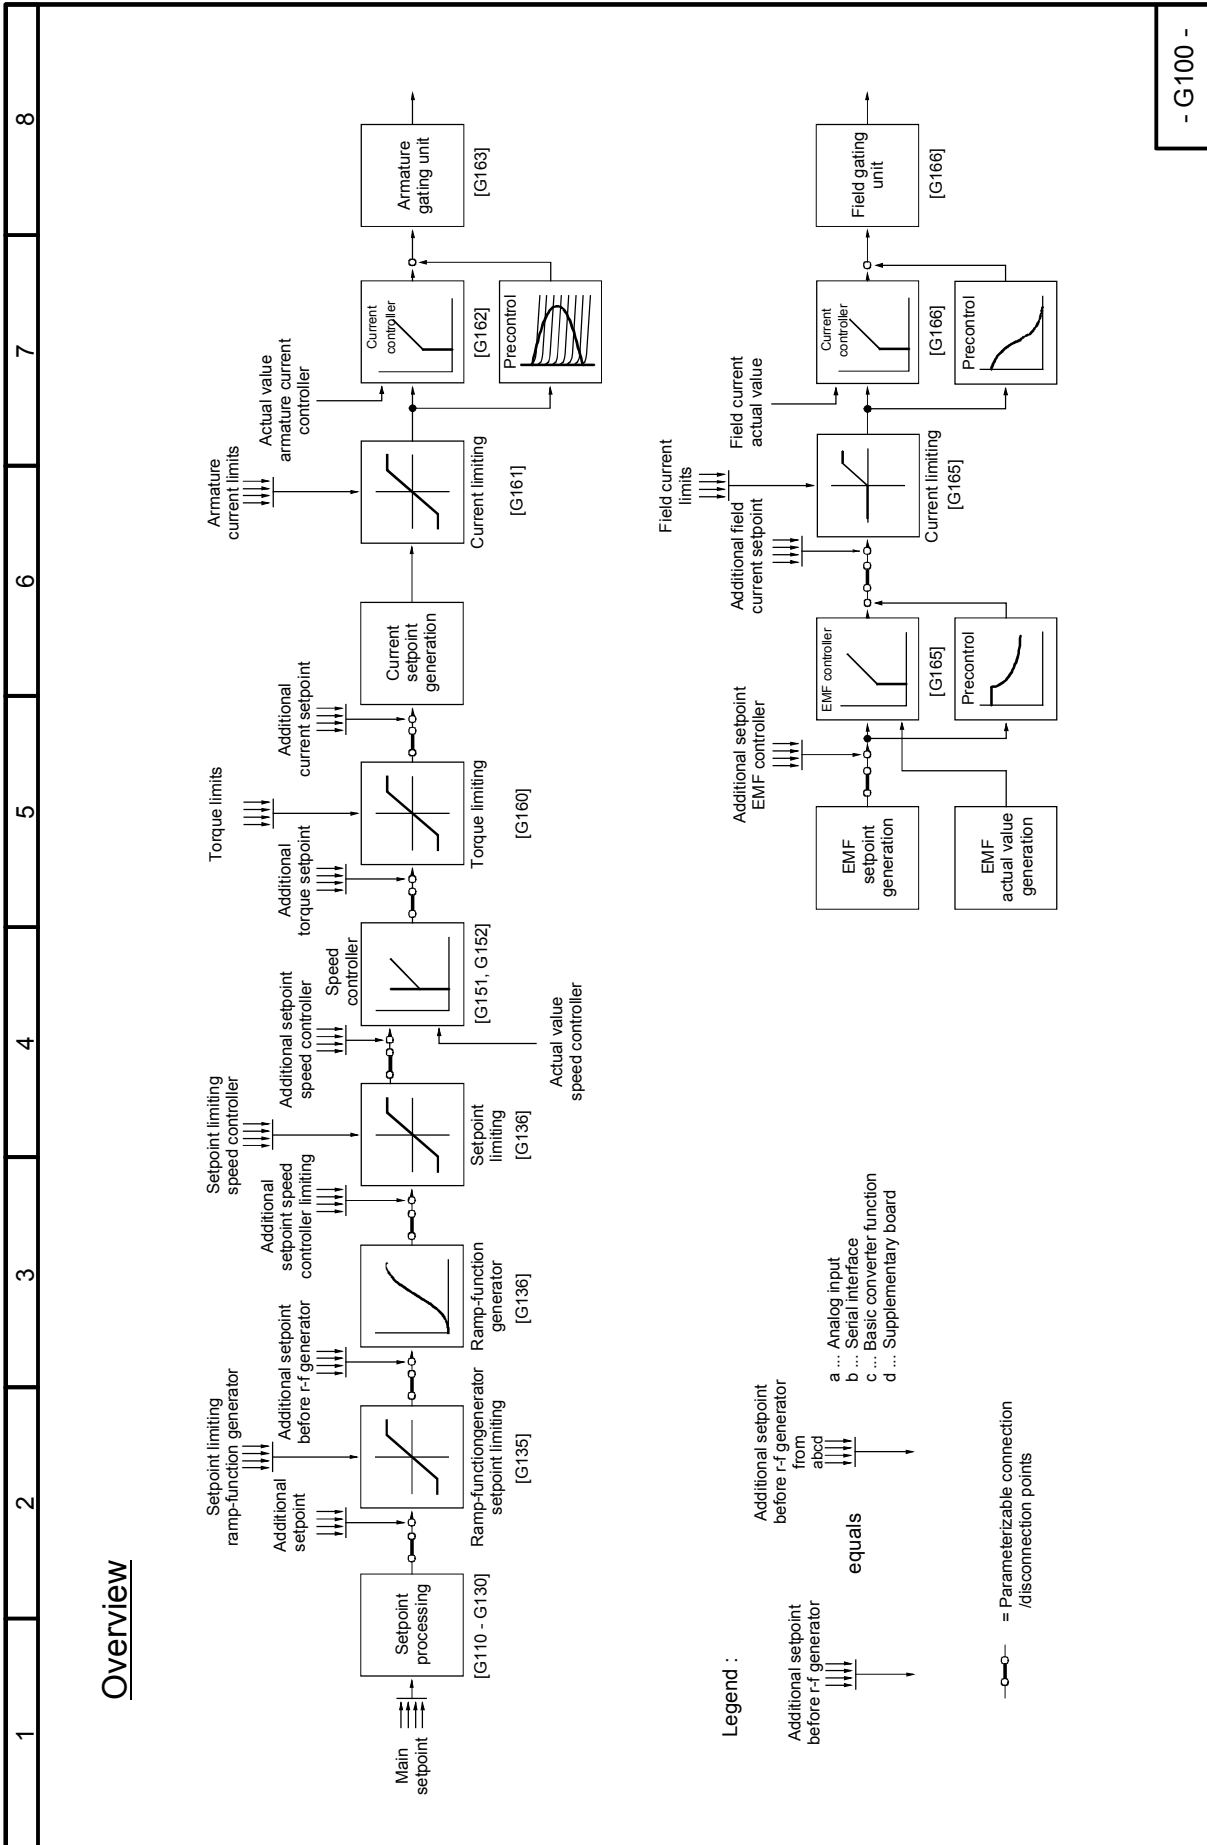 1
2
3
4
5
6
7
8
Overview
Main
setpoint
Setpoint
processing
[G110 - G130]
Additional
setpoint
Setpoint limiting
ramp-function generator
Ramp-functiongenerator
setpoint limiting
[G135]
Additional setpoint
before r-f generator
Ramp-function
generator
[G136]
Additional
setpoint speed
controller limiting
Setpoint limiting
speed controller
Setpoint
limiting
[G136]
Additional setpoint
speed controller
Speed
controller
[G151, G152]
Actual value
speed controller
Additional
torque setpoint
Torque limits
Torque limiting
[G160]
Additional
current setpoint
Current
setpoint
generation
Armature
current limits
Current limiting
[G161]
Actual value
armature current
controller
Current
controller
[G162]
Precontrol
Armature
gating unit
[G163]
EMF
setpoint
generation
EMF
actual value
generation
Additional setpoint
EMF controller
EMF controller
[G165]
Precontrol
Additional field
current setpoint
Field current
limits
Current limiting
[G165]
Field current
actual value
Current
controller
[G166]
Precontrol
Field gating
unit
[G166]
Legend :
Additional setpoint
before r-f generator
equals
Additional setpoint
before r-f generator
from
abcd
a ... Analog input
b ... Serial interface
c ... Basic converter function
d ... Supplementary board
= Parameterizable connection
/disconnection points
- G100 -